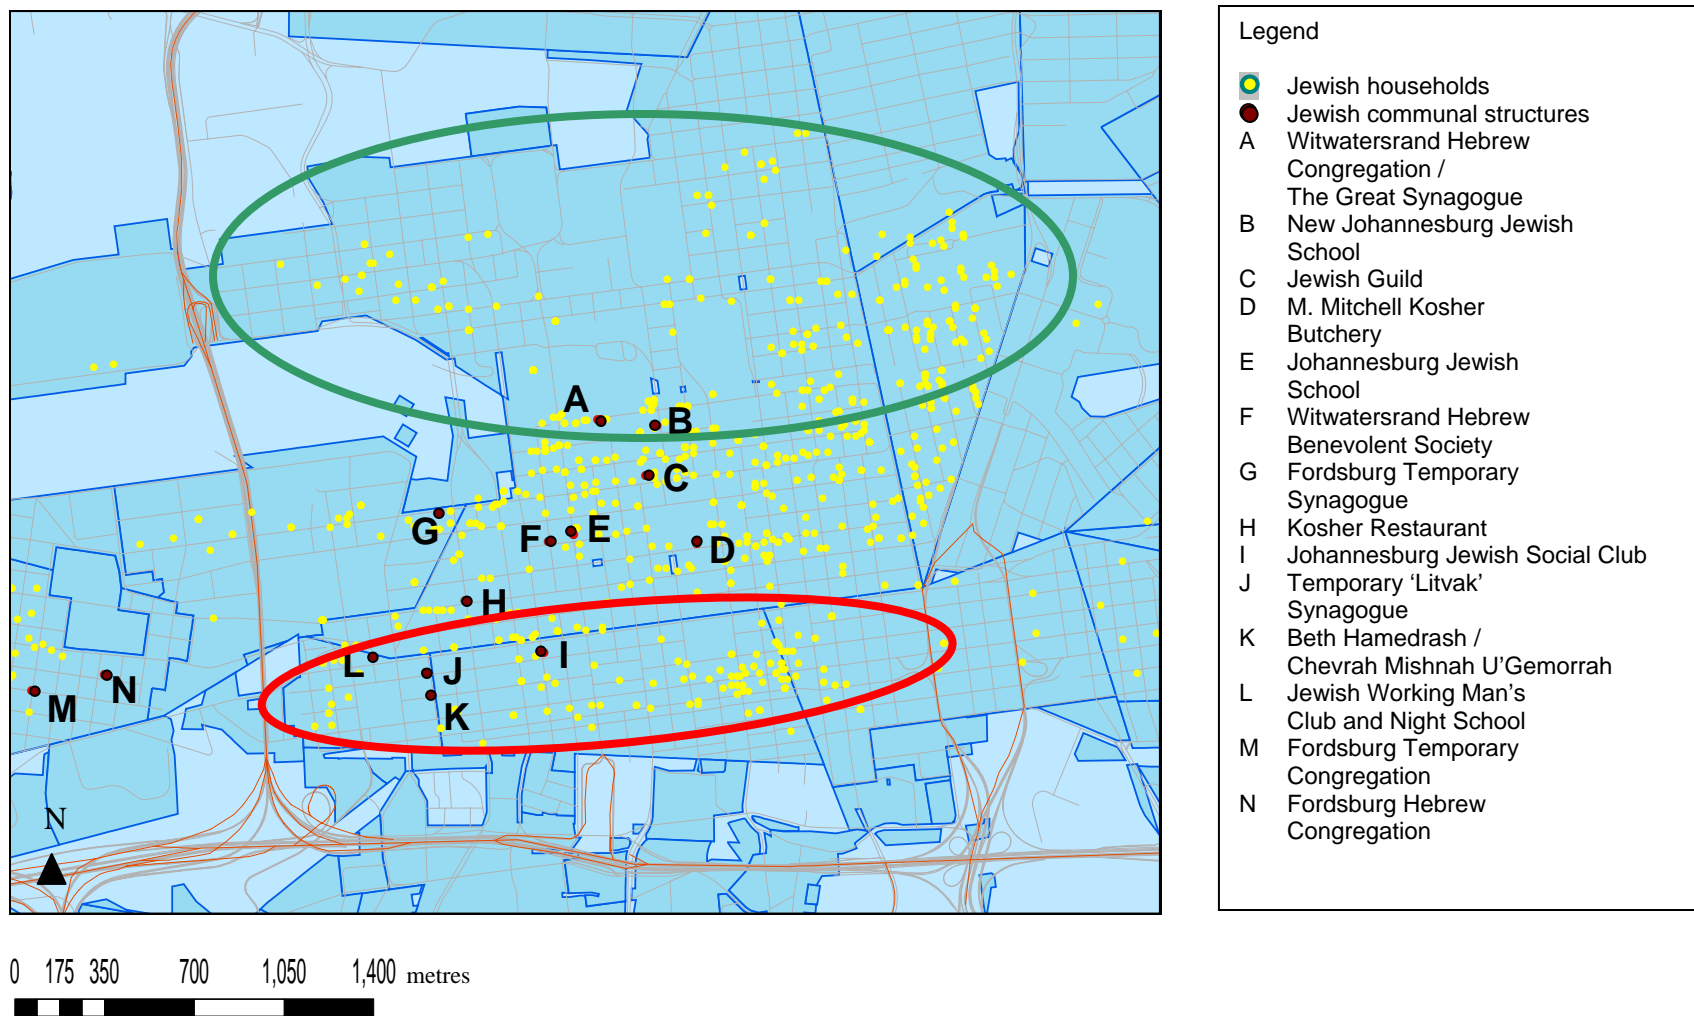 A
B
C
G
F
E
D
H
L
J
I
K
M
N
N
0 175 350 700 1,050 1,400 metres
Legend
Jewish households
Jewish communal structures
A Witwatersrand Hebrew
Congregation /
The Great Synagogue
B New Johannesburg Jewish
School
C Jewish Guild
D M. Mitchell Kosher
Butchery
E Johannesburg Jewish
School
F Witwatersrand Hebrew
Benevolent Society
G Fordsburg Temporary
Synagogue
H Kosher Restaurant
I Johannesburg Jewish Social Club
J Temporary ‘Litvak’
Synagogue
K Beth Hamedrash /
Chevrah Mishnah U'Gemorrah
L Jewish Working Man's
Club and Night School
M Fordsburg Temporary
Congregation
N Fordsburg Hebrew
Congregation